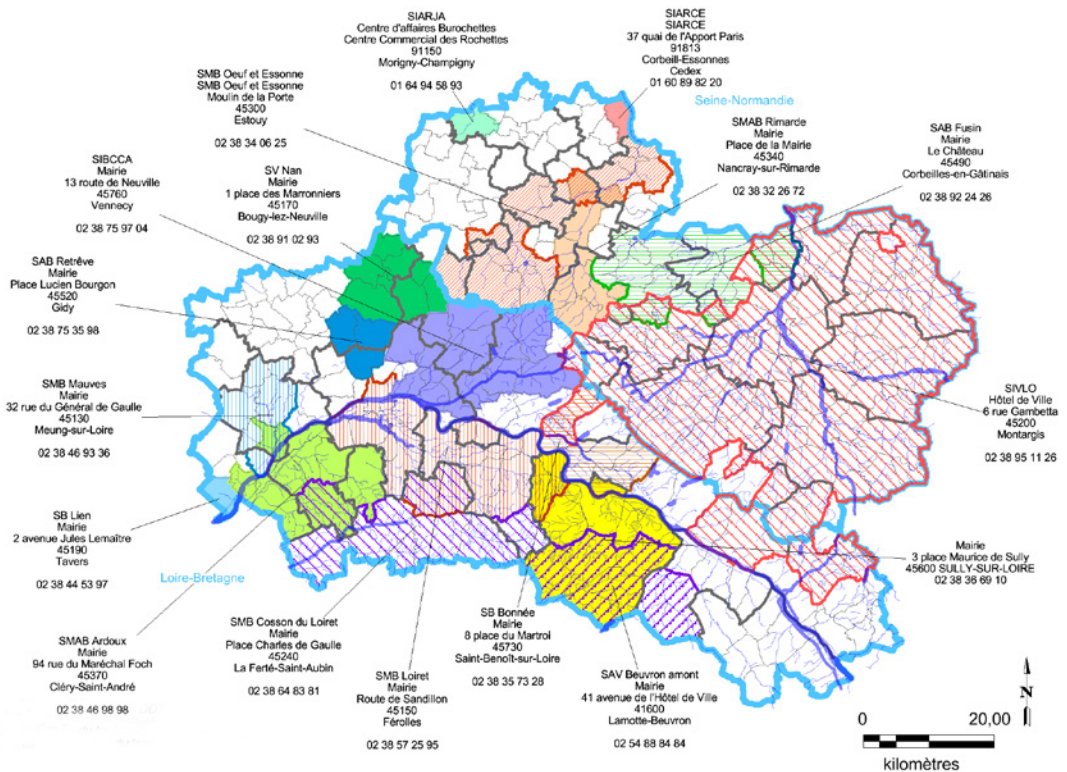 SIARJA
Centre d'affaires Burochettes
Centre Commercial des Rochettes
91150
Morigny-Champigny
01 64 94 58 93
SIARCE
SIARCE
37 quai de l'Apport Paris
91813
Corbeill-Essonnes
Cedex
01 60 89 82 20
SMB Oeuf et Essonne
SMB Oeuf et Essonne
Moulin de la Porte
45300
Estouy
02 38 34 06 25
Seine-Normandie
SMAB Rimarde
Mairie
Place de la Mairie
45340
Nancray-sur-Rimarde
02 38 32 26 72
SAB Fusin
Mairie
Le Château
45490
Corbeilles-en-Gâtinais
02 38 92 24 26
SIBCCA
Mairie
13 route de Neuville
45760
Vennecy
02 38 75 97 04
SV Nan
Mairie
1 place des Marronniers
45170
Bougy-lez-Neuville
02 38 91 02 93
SAB Retrêve
Mairie
Place Lucien Bourgon
45520
Gidy
02 38 75 35 98
SMB Mauves
Mairie
32 rue du Général de Gaulle
45130
Meung-sur-Loire
02 38 46 93 36
SIVLO
Hôtel de Ville
6 rue Gambetta
45200
Montargis
02 38 95 11 26
SB Lien
Mairie
2 avenue Jules Lemaître
45190
Tavers
02 38 44 53 97
Mairie
3 place Maurice de Sully
45600 SULLY-SUR-LOIRE
02 38 36 69 10
Loire-Bretagne
SMAB Ardoux
Mairie
94 rue du Maréchal Foch
45370
Cléry-Saint-André
02 38 46 98 98
SMB Cosson du Loiret
Mairie
Place Charles de Gaulle
45240
La Ferté-Saint-Aubin
02 38 64 83 81
SMB Loiret
Mairie
Route de Sandillon
45150
Férolles
02 38 57 25 95
SB Bonnée
Mairie
8 place du Martroi
45730
Saint-Benoît-sur-Loire
02 38 35 73 28
SAV Beuvron amont
Mairie
41 avenue de l'Hôtel de Ville
41600
Lamotte-Beuvron
02 54 88 84 84
N
0 20,00
kilomètres